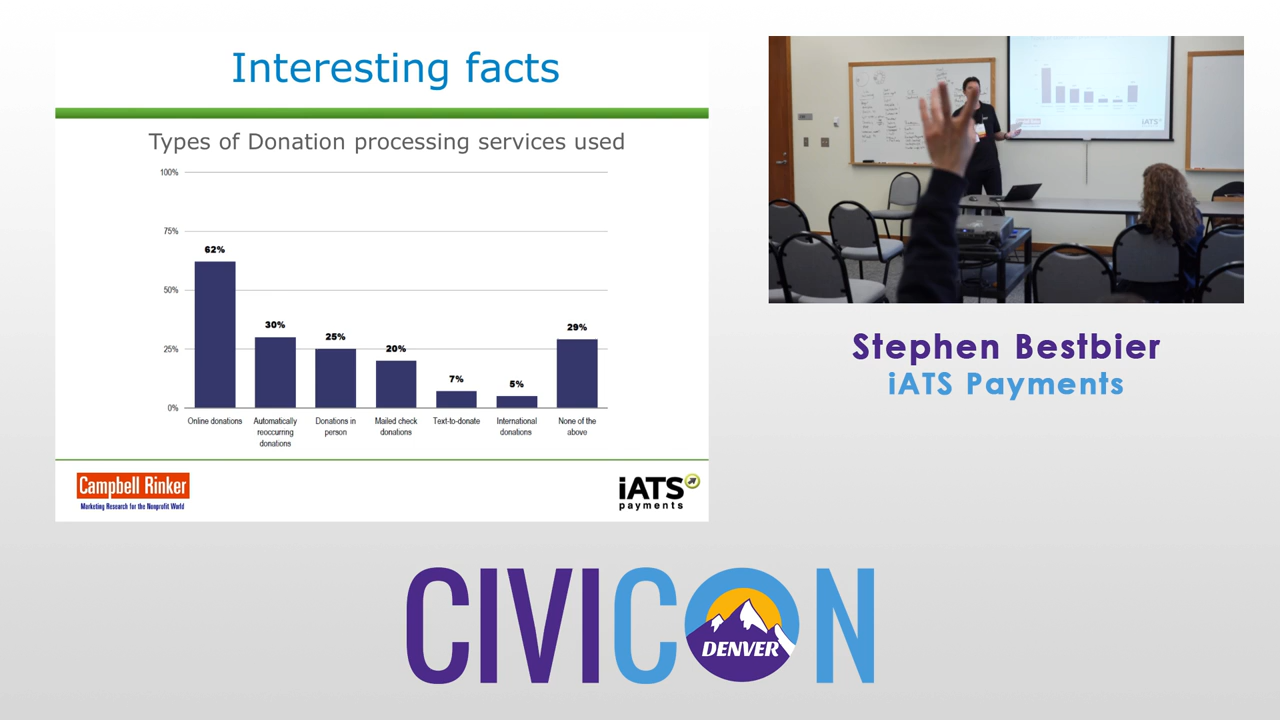 Interesting facts
Types of Donation processing services used
100%
75%
50%
25%
0%
62%
30%
25%
20%
7%
5%
29%
Online donations
Automatically
reoccurring
donations
Donations in
person
Mailed check
donations
Text-to-donate
International
donations
None of the
above
Campbell Rinker
Marketing Research for the Nonprofit World
iATS
payments
iATS
Stephen Bestbier
iATS Payments
CIVICON
DENVER